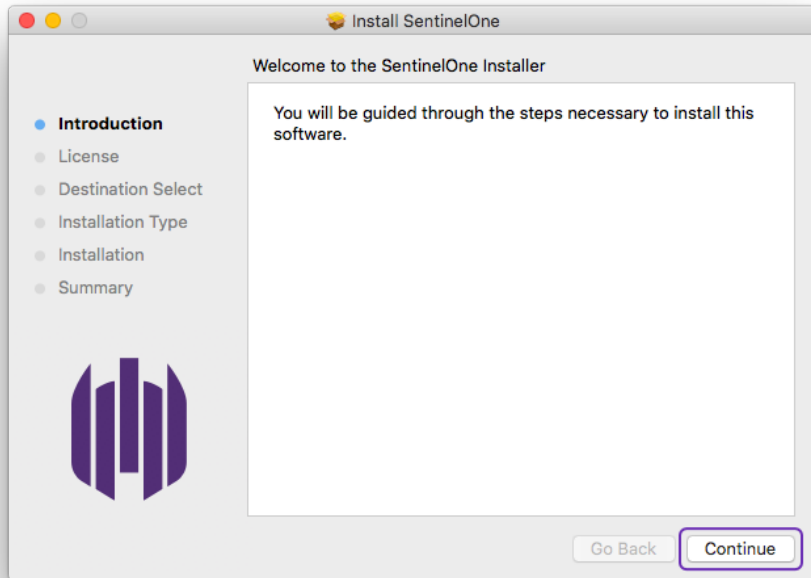 Install SentinelOne
Welcome to the SentinelOne Installer
Introduction
License
Destination Select
Installation Type
Installation
Summary
You will be guided through the steps necessary to install this
software.
Go Back
Continue